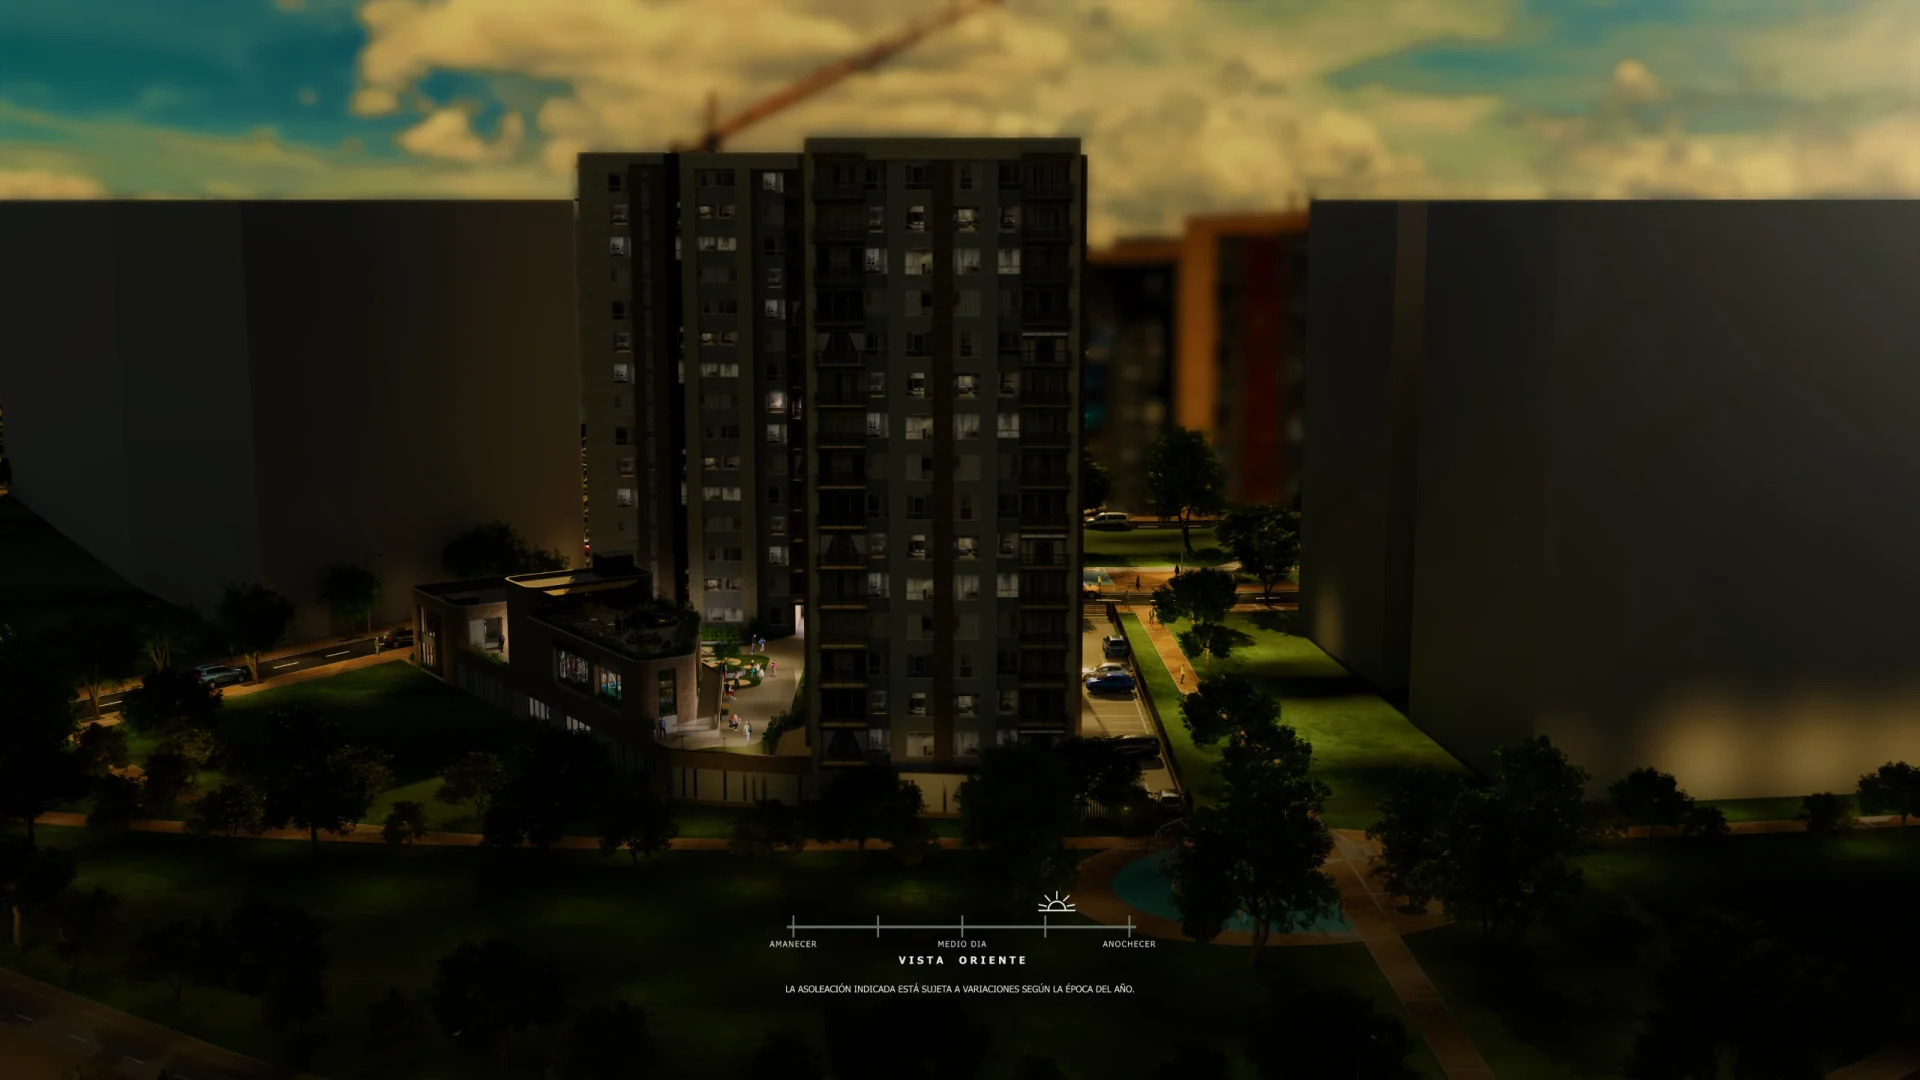 AMANECER MEDIO DIA ANOCHECER
VISTA ORIENTE
LA ASOLEACIÓN INDICADA ESTÁ SUJETA A VARIACIONES SEGÚN LA ÉPOCA DEL AÑO.